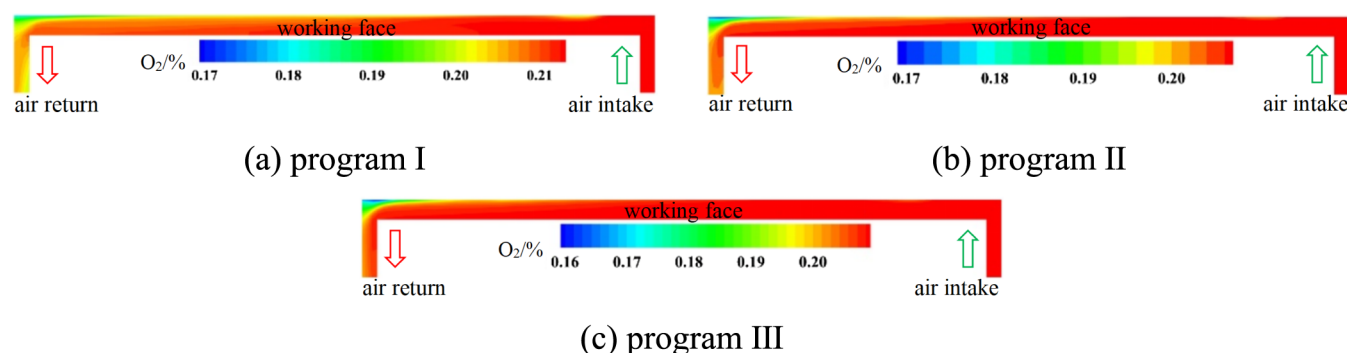 working face
O₂/%
0.17 0.18 0.19 0.20 0.21
air return
air intake
(a) program I
working face
O₂/%
0.17 0.18 0.19 0.20
air return
air intake
(b) program II
working face
O₂/%
0.16 0.17 0.18 0.19 0.20
air return
air intake
(c) program III